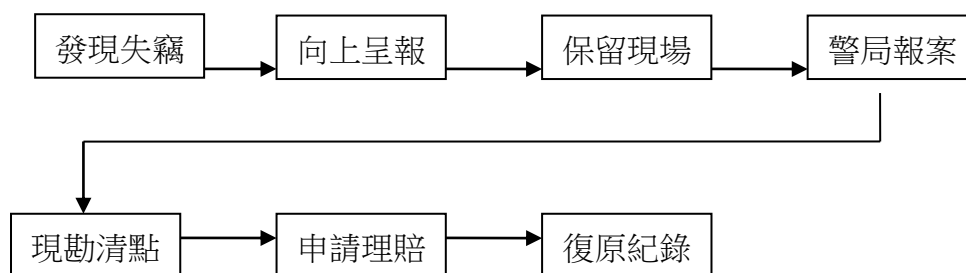 發現失竊
向上呈報
保留現場
警局報案
現勘清點
申請理賠
復原紀錄